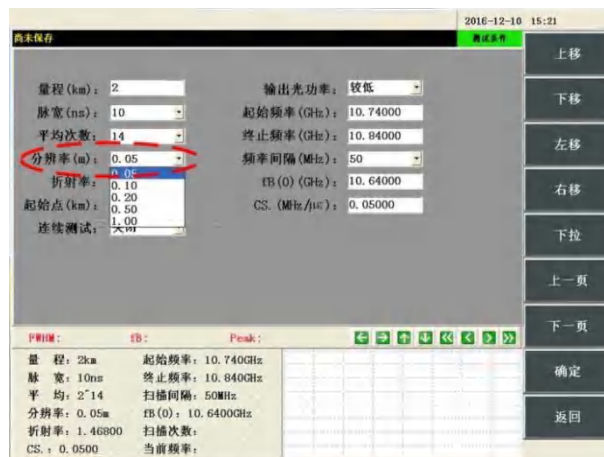 2016-12-10 15:21
尚未保存
测试条件
量程(km): 2
输出光功率: 较低
脉宽(ns): 10
起始频率(GHz): 10.74000
平均次数: 14
终止频率(GHz): 10.84000
分辨率(m): 0.05
频率间隔(MHz): 50
0.05
0.10
0.20
0.50
1.00
折射率:
fB(0)(GHz): 10.64000
起始点(km):
CS.(MHz/με): 0.05000
连续测试: 关闭
FWHM: fB: Peak:
量 程: 2km 起始频率: 10.740GHz
脉 宽: 10ns 终止频率: 10.840GHz
平 均: 2^14 扫描间隔: 50MHz
分辨率: 0.05m fB(0): 10.6400GHz
折射率: 1.46800 扫描次数:
CS.: 0.0500 当前频率:
上移
下移
左移
右移
下拉
上一页
下一页
确定
返回